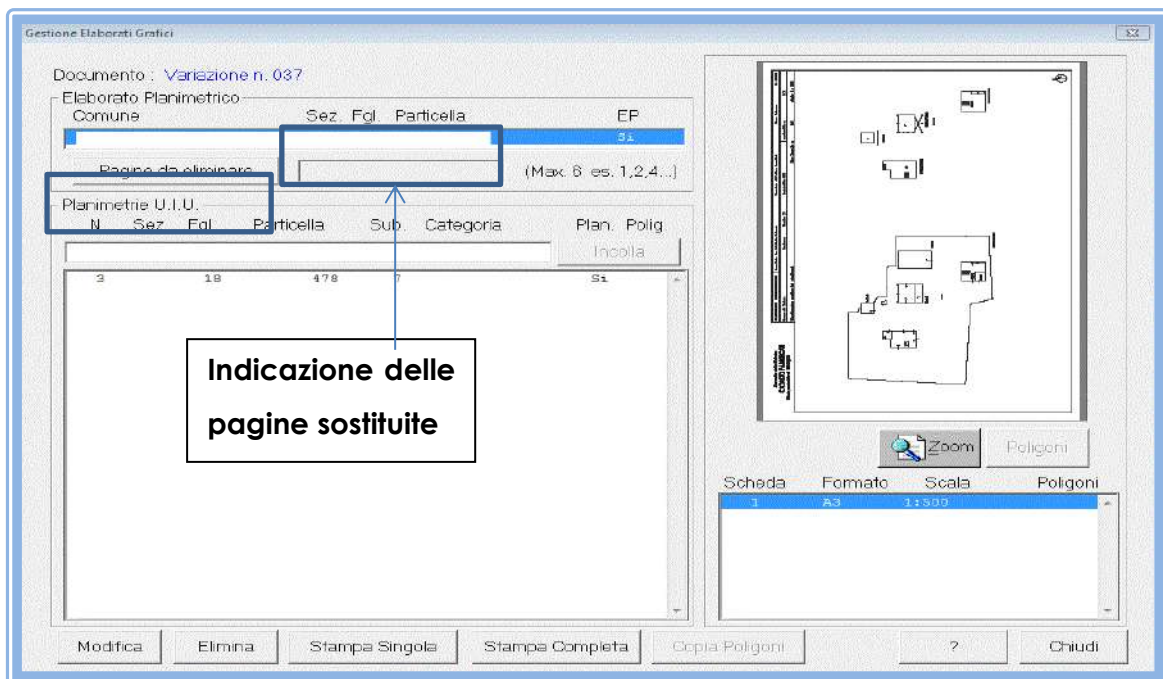 Gestione Elaborati Grafici
Documento : Variazione n. 037
Elaborato Planimetrico
Comune Sez. Fgl. Particella EP
Si
Pagine da eliminare (Max. 6 es. 1,2,4...)
Planimetrie U.I.U.
N Sez Fgl Particella Sub. Categoria Plan. Polig
Incolla
3 18 478 7 Si
Indicazione delle
pagine sostituite
Zoom Poligoni
Scheda Formato Scala Poligoni
1 A3 1:500
Modifica Elimina Stampa Singola Stampa Completa Copia Poligoni ? Chiudi